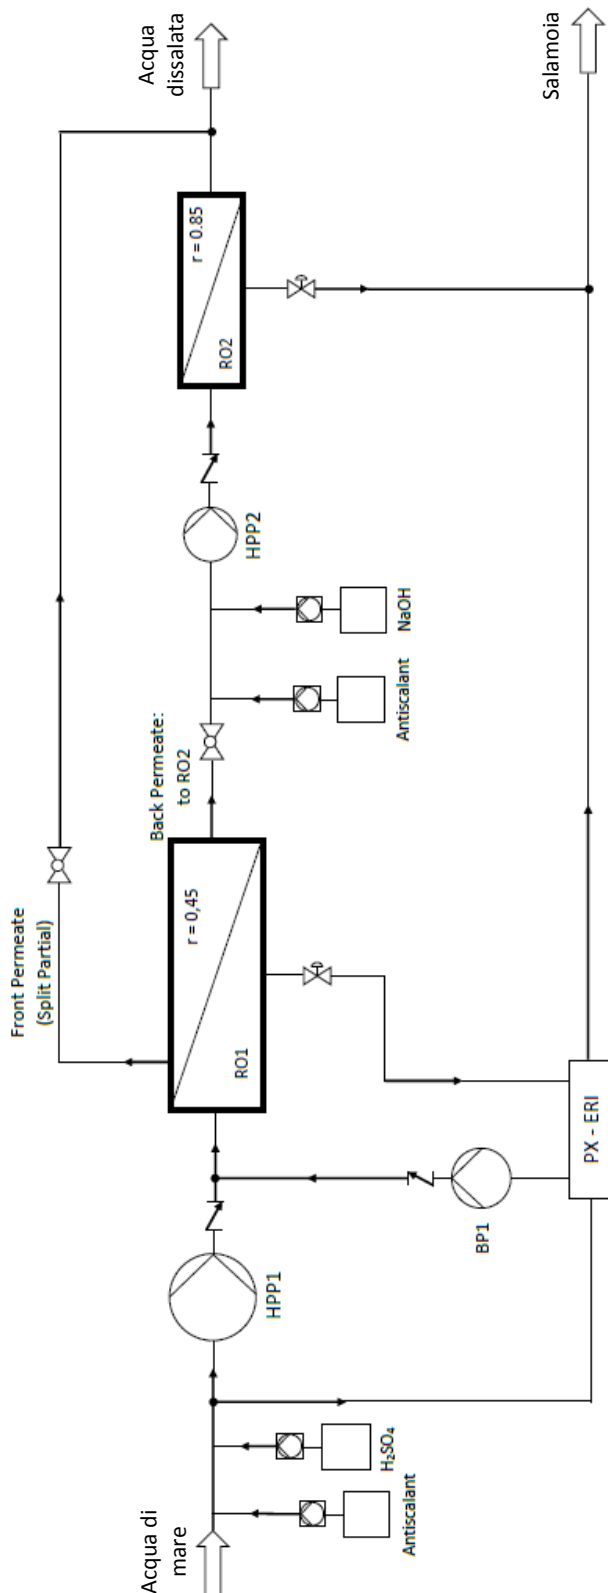 Acqua di
mare
Antiscalant
H₂SO₄
HPP1
BP1
PX - ERI
RO1
r = 0,45
Front Permeate
(Split Partial)
Back Permeate:
to RO2
Antiscalant
NaOH
HPP2
RO2
r = 0.85
Acqua
dissalata
Salamoia